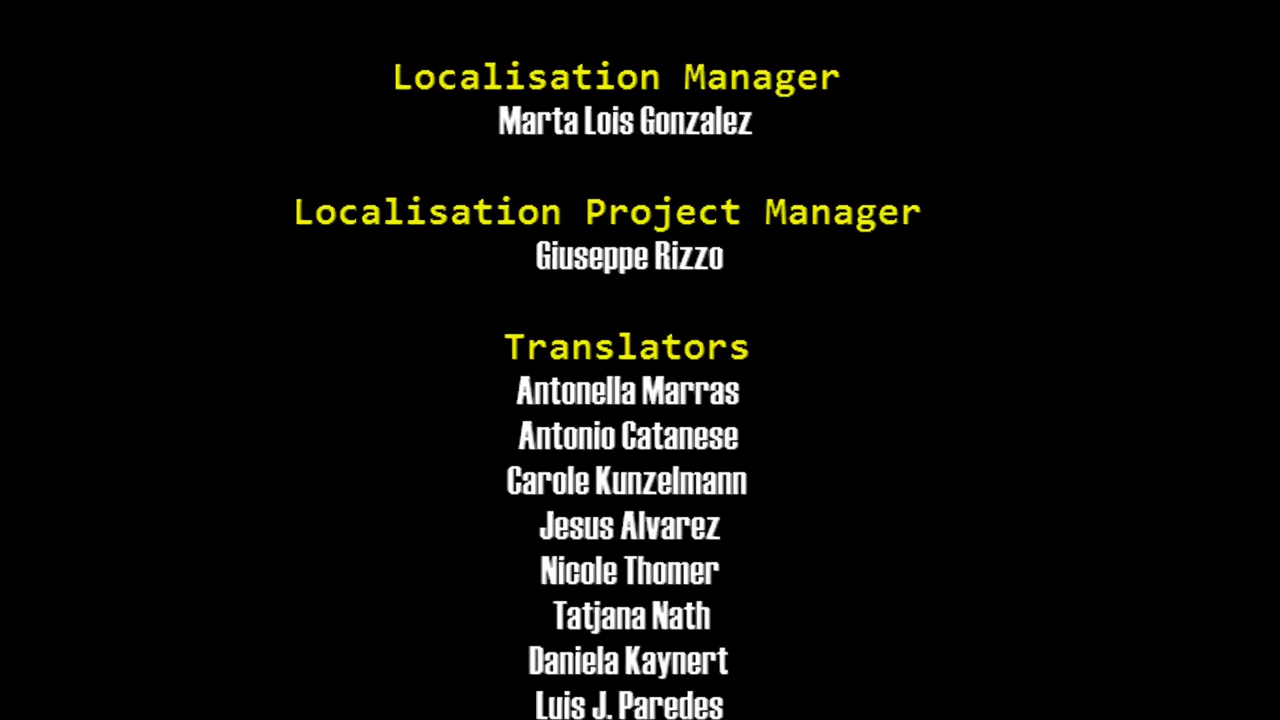 Localisation Manager
Marta Lois Gonzalez
Localisation Project Manager
Giuseppe Rizzo
Translators
Antonella Marras
Antonio Catanese
Carole Kunzelmann
Jesus Alvarez
Nicole Thomer
Tatjana Nath
Daniela Kaynert
Luis J. Paredes